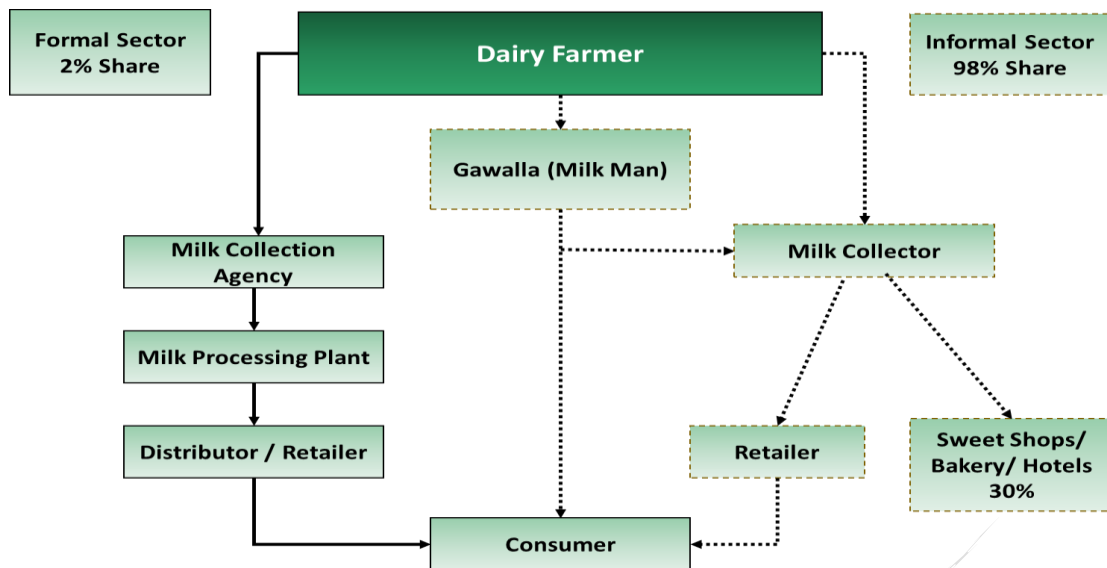 Formal Sector
2% Share
Dairy Farmer
Informal Sector
98% Share
Gawalla (Milk Man)
Milk Collection
Agency
Milk Collector
Milk Processing Plant
Distributor / Retailer
Retailer
Sweet Shops/
Bakery/ Hotels
30%
Consumer